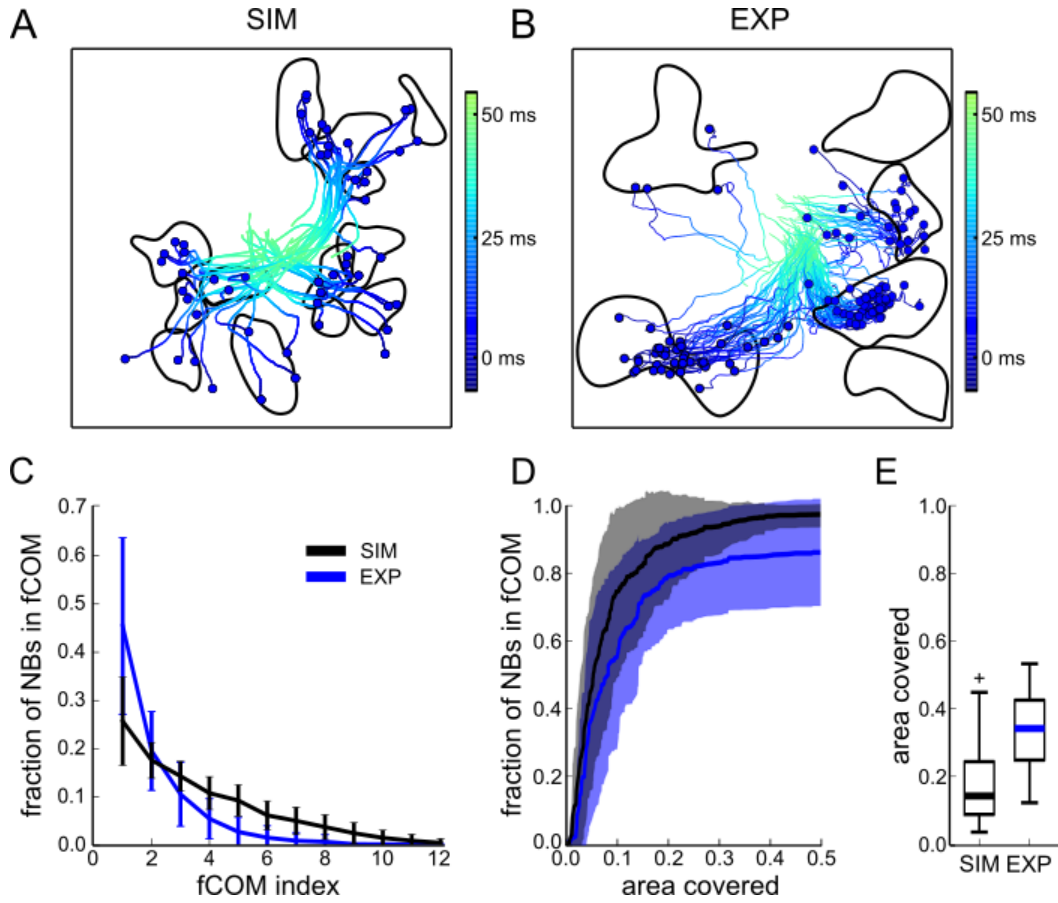 A
SIM
50 ms
25 ms
0 ms
B
EXP
50 ms
25 ms
0 ms
C
fraction of NBs in fCOM
0.7
0.6
0.5
0.4
0.3
0.2
0.1
0.0
0 2 4 6 8 10 12
fCOM index
SIM
EXP
D
fraction of NBs in fCOM
1.0
0.8
0.6
0.4
0.2
0.0
0.0 0.1 0.2 0.3 0.4 0.5
area covered
E
area covered
1.0
0.8
0.6
0.4
0.2
0.0
SIM EXP